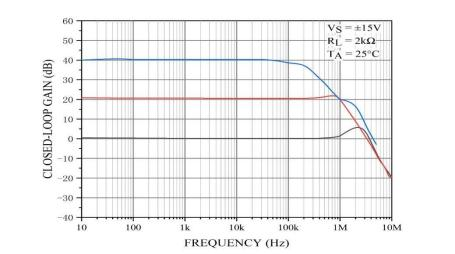 60
50
40
30
20
10
0
−10
−20
−30
−40
CLOSED-LOOP GAIN (dB)
VS = ±15V
RL = 2kΩ
TA = 25°C
10 100 1k 10k 100k 1M 10M
FREQUENCY (Hz)